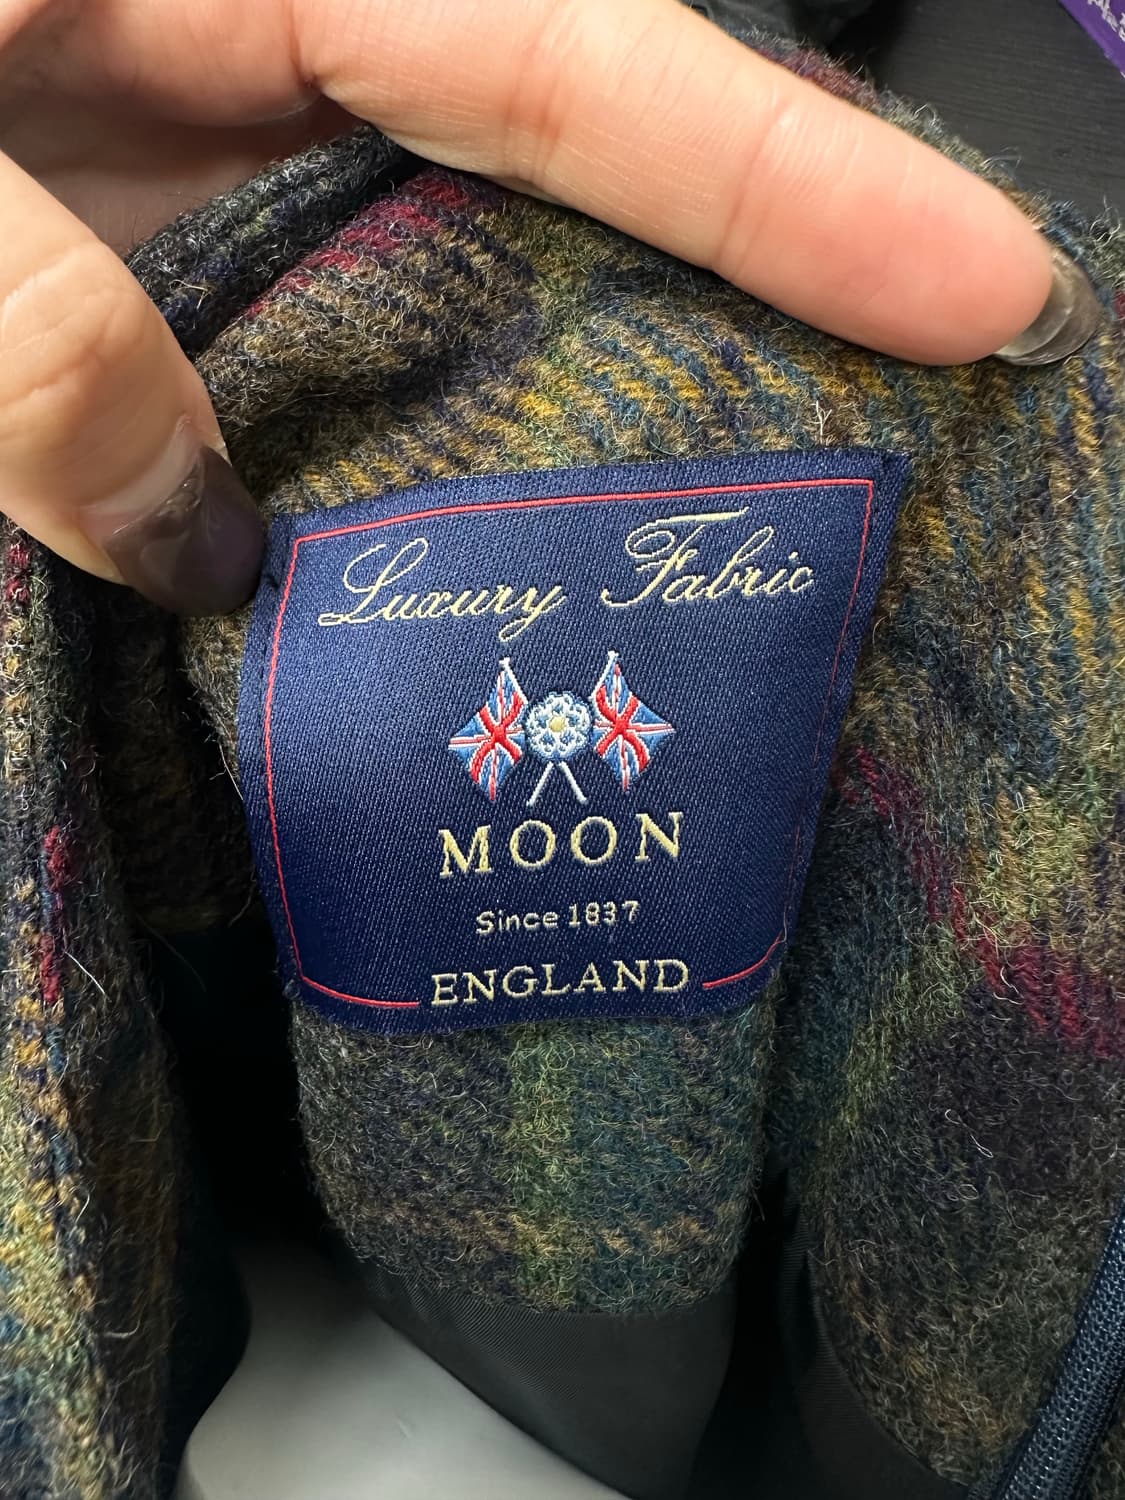 Luxury Fabric
MOON
Since 1837
ENGLAND